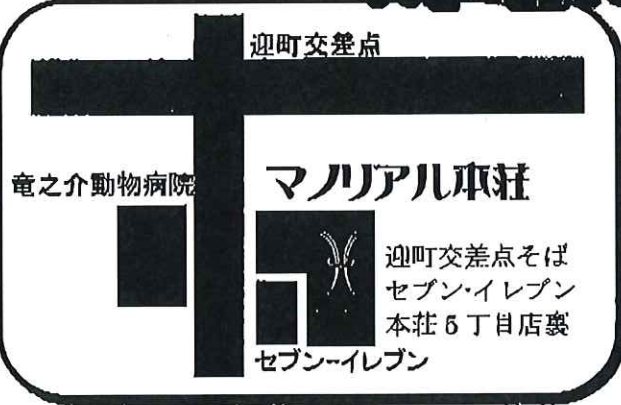 迎町交差点
竜之介動物病院
マノリアル本荘
迎町交差点そば
セブン・イレブン
本荘5丁目店裏
セブン-イレブン